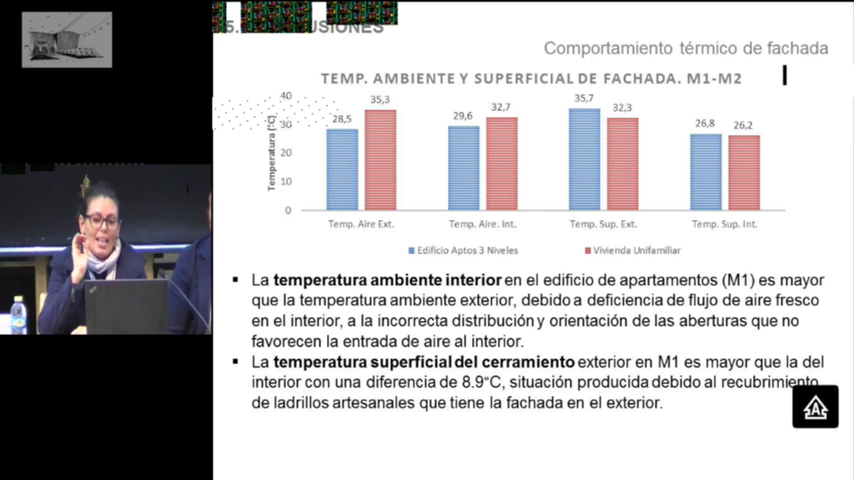 5. USIONES
Comportamiento térmico de fachada
TEMP. AMBIENTE Y SUPERFICIAL DE FACHADA. M1-M2
Temperatura (°C)
40
30
20
10
0
28,5
35,3
29,6
32,7
35,7
32,3
26,8
26,2
Temp. Aire Ext.
Temp. Aire. Int.
Temp. Sup. Ext.
Temp. Sup. Int.
Edificio Aptos 3 Niveles
Vivienda Unifamiliar
▪ La temperatura ambiente interior en el edificio de apartamentos (M1) es mayor
que la temperatura ambiente exterior, debido a deficiencia de flujo de aire fresco
en el interior, a la incorrecta distribución y orientación de las aberturas que no
favorecen la entrada de aire al interior.
▪ La temperatura superficial del cerramiento exterior en M1 es mayor que la del
interior con una diferencia de 8.9°C, situación producida debido al recubrimiento
de ladrillos artesanales que tiene la fachada en el exterior.
A